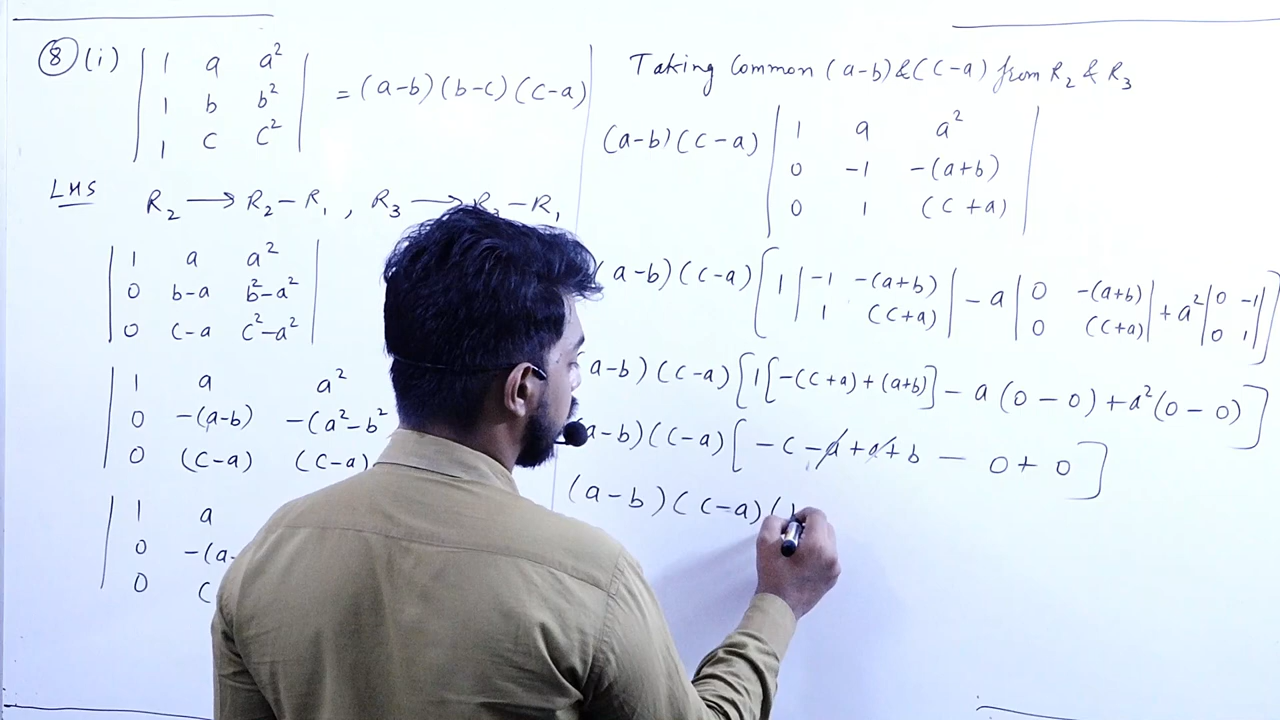 ⑧ (i) | 1 a a² |
| 1 b b² | = (a-b)(b-c)(c-a)
| 1 c c² |
LHS
R₂ → R₂ - R₁, R₃ → R₃ - R₁
| 1 a a² |
| 0 b-a b²-a² |
| 0 c-a c²-a² |
| 1 a a²
| 0 -(a-b) -(a²-b²
| 0 (c-a) (c-a)
| 1 a
| 0 -(a-
| 0 c
Taking Common (a-b) & (c-a) from R₂ & R₃
(a-b)(c-a) | 1 a a² |
| 0 -1 -(a+b) |
| 0 1 (c+a) |
(a-b)(c-a) [ 1 | -1 -(a+b) | - a | 0 -(a+b) | + a² | 0 -1 | ]
| 1 (c+a) | | 0 (c+a) | | 0 1 |
a-b)(c-a) [ 1 [ -(c+a) + (a+b) ] - a (0 - 0) + a² (0 - 0) ]
a-b)(c-a) [ -c - a + a + b - 0 + 0 ]
(a-b)(c-a)(